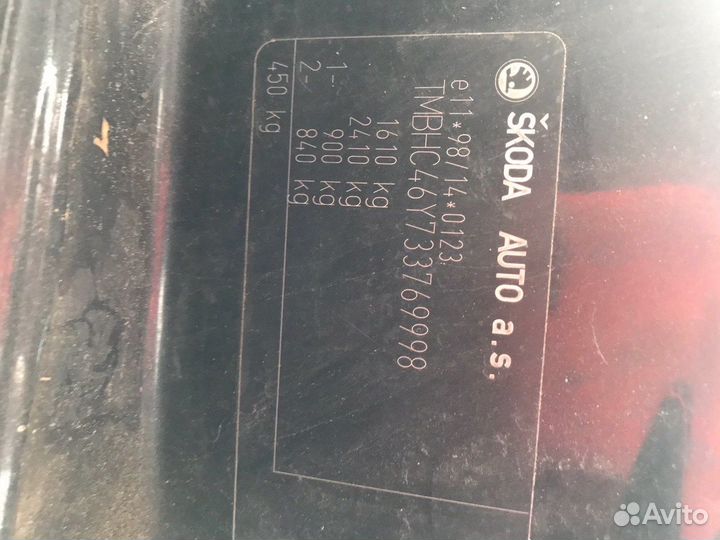 ŠKODA AUTO a.s.
e11*98/14*0123
TMBHC46Y733769998
1610 kg
2410 kg
1- 900 kg
2- 840 kg
450 kg
Avito